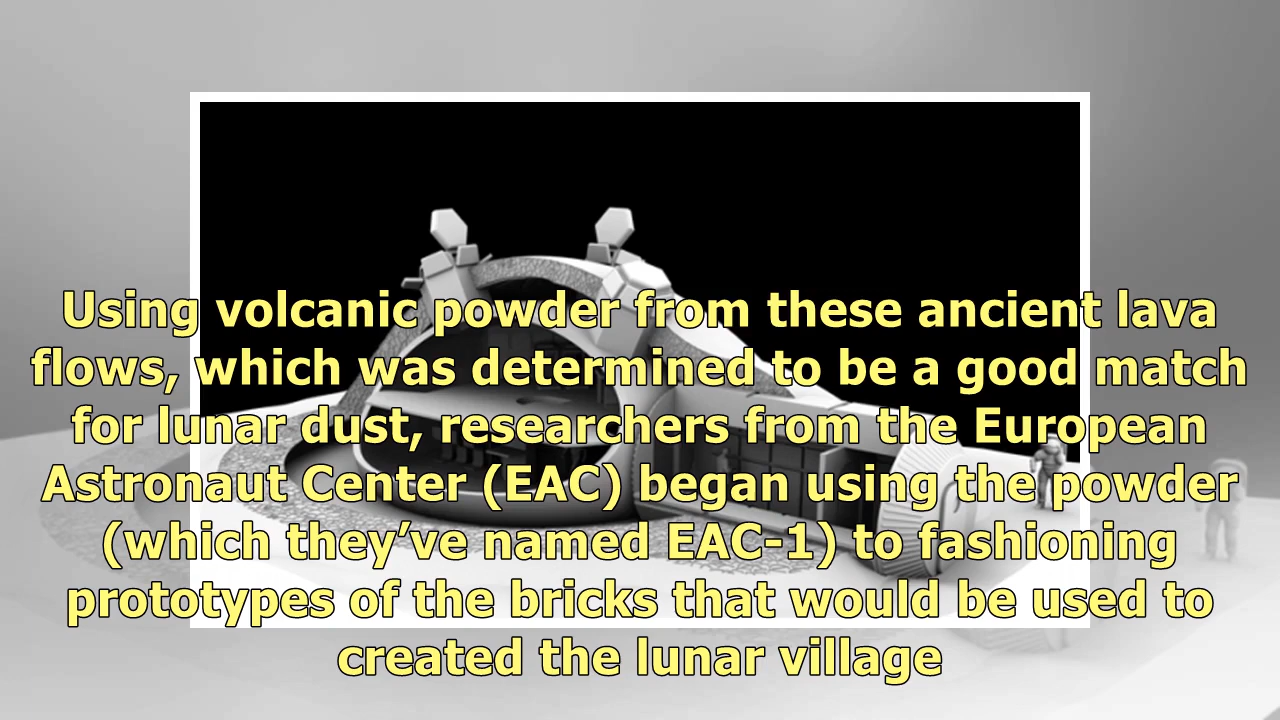 Using volcanic powder from these ancient lava
flows, which was determined to be a good match
for lunar dust, researchers from the European
Astronaut Center (EAC) began using the powder
(which they’ve named EAC-1) to fashioning
prototypes of the bricks that would be used to
created the lunar village